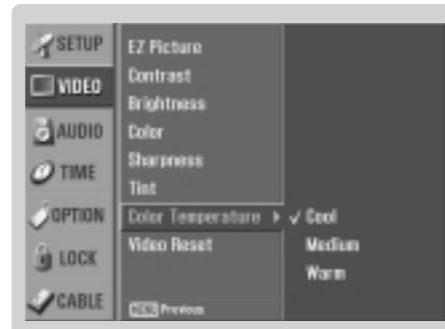 SETUP
VIDEO
AUDIO
TIME
OPTION
LOCK
CABLE
EZ Picture
Contrast
Brightness
Color
Sharpness
Tint
Color Temperature ▶ ✓ Cool
Medium
Warm
Video Reset
MENU Previous